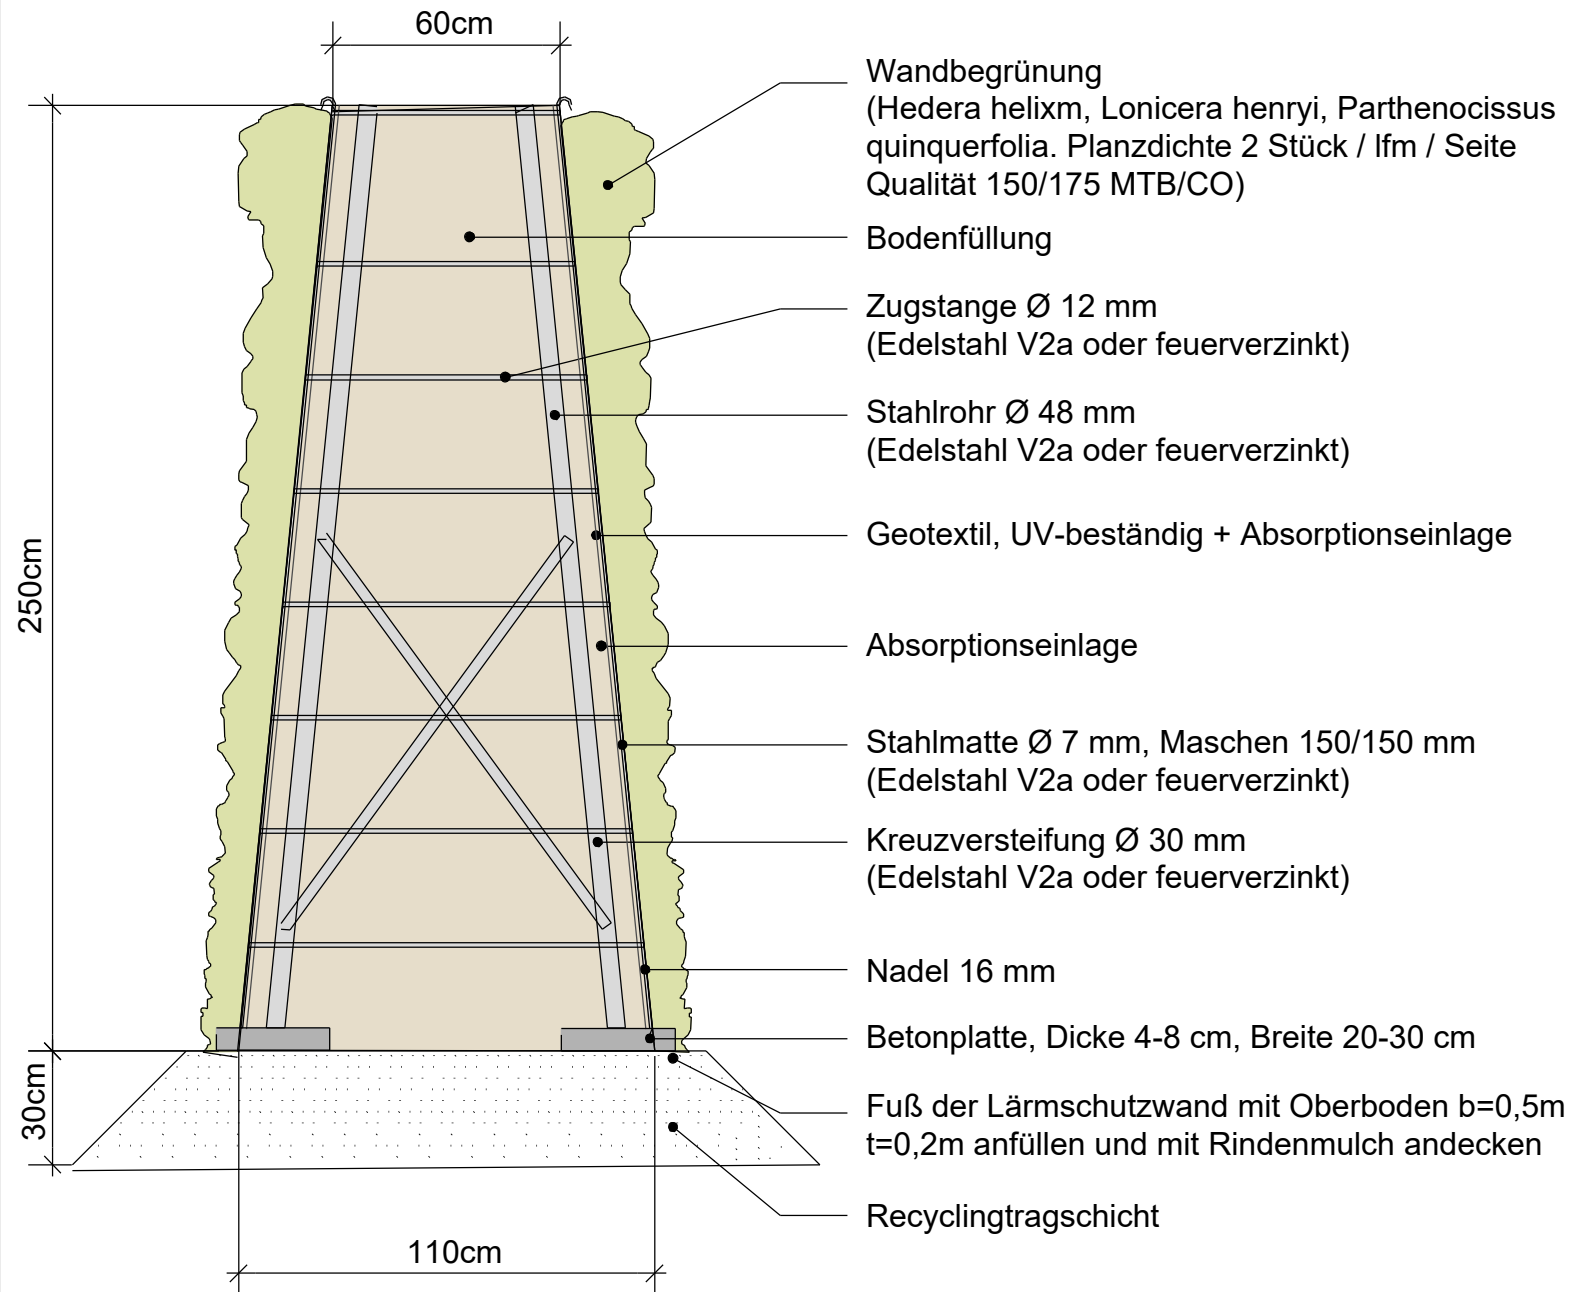 60cm
Wandbegrünung
(Hedera helixm, Lonicera henryi, Parthenocissus
quinquerfolia. Planzdichte 2 Stück / lfm / Seite
Qualität 150/175 MTB/CO)
Bodenfüllung
Zugstange Ø 12 mm
(Edelstahl V2a oder feuerverzinkt)
Stahlrohr Ø 48 mm
(Edelstahl V2a oder feuerverzinkt)
Geotextil, UV-beständig + Absorptionseinlage
250cm
Absorptionseinlage
Stahlmatte Ø 7 mm, Maschen 150/150 mm
(Edelstahl V2a oder feuerverzinkt)
Kreuzversteifung Ø 30 mm
(Edelstahl V2a oder feuerverzinkt)
Nadel 16 mm
Betonplatte, Dicke 4-8 cm, Breite 20-30 cm
30cm
Fuß der Lärmschutzwand mit Oberboden b=0,5m
t=0,2m anfüllen und mit Rindenmulch andecken
Recyclingtragschicht
110cm